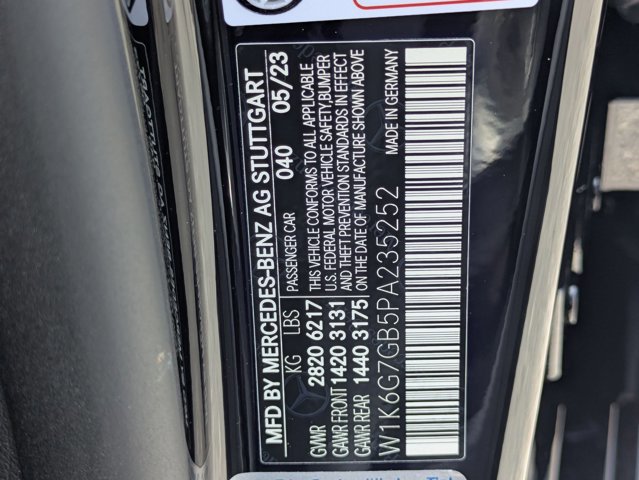 MFD BY MERCEDES-BENZ AG STUTTGART
040 05/23
KG LBS PASSENGER CAR
GVWR 2820 6217 THIS VEHICLE CONFORMS TO ALL APPLICABLE
U.S. FEDERAL MOTOR VEHICLE SAFETY,BUMPER
GAWR FRONT 1420 3131 AND THEFT PREVENTION STANDARDS IN EFFECT
GAWR REAR 1440 3175 ON THE DATE OF MANUFACTURE SHOWN ABOVE
W1K6G7GB5PA235252 MADE IN GERMANY